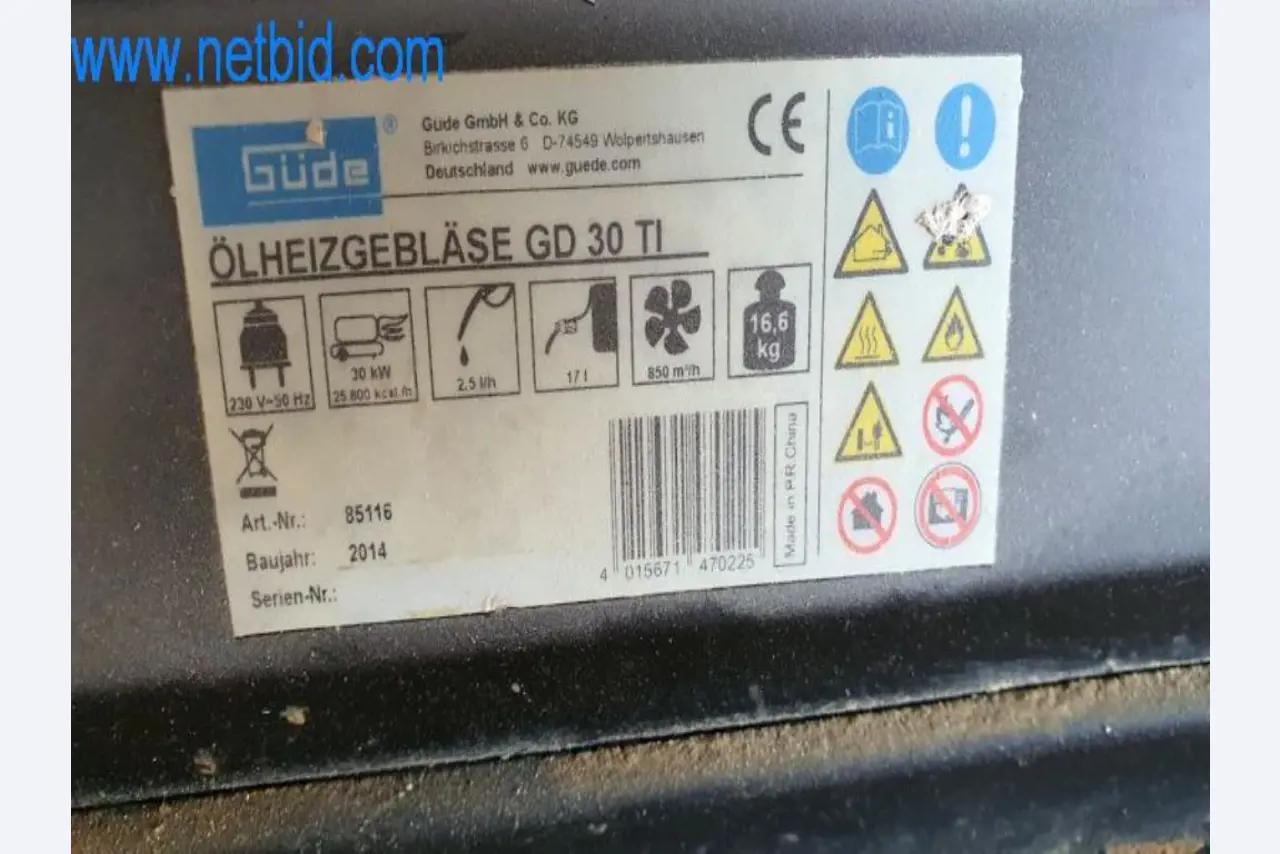 www.netbid.com
Güde®
Güde GmbH & Co. KG
Birkichstrasse 6 D-74549 Wolpertshausen
Deutschland www.guede.com
CE
ÖLHEIZGEBLÄSE GD 30 TI
230 V~50 Hz
30 kW
25 800 kcal./h
2.5 l/h
17 l
850 m³/h
16,6
kg
Art.-Nr.: 85116
Baujahr: 2014
Serien-Nr.:
4 015671 470225
Made in P.R.China